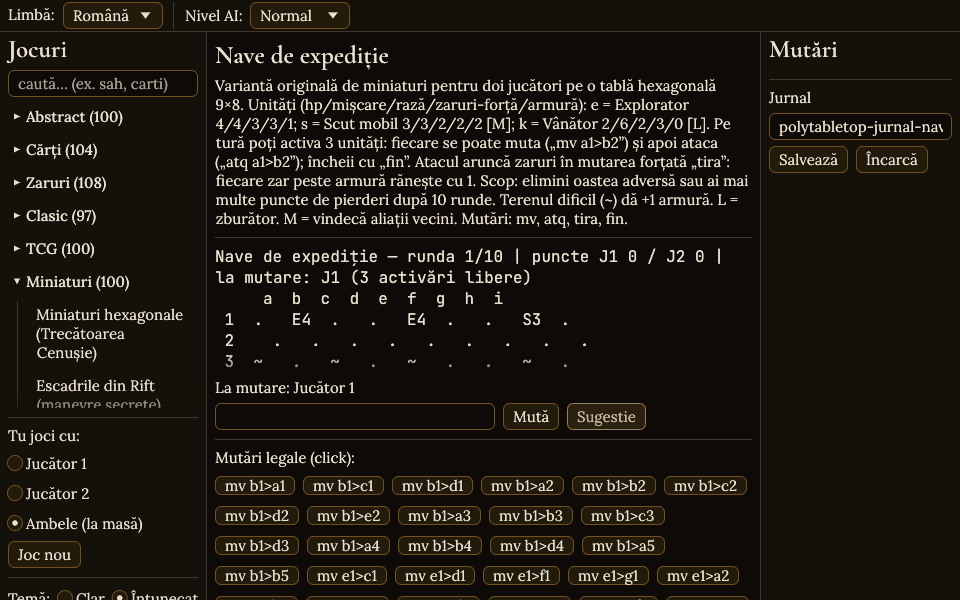 Limbă: Română ▼ Nivel AI: Normal ▼
Jocuri
caută... (ex. sah, carti)
▸ Abstract (100)
▸ Cărți (104)
▸ Zaruri (108)
▸ Clasic (97)
▸ TCG (100)
▾ Miniaturi (100)
Miniaturi hexagonale
(Trecătoarea
Cenușie)
Escadrile din Rift
(manevre secrete)
Tu joci cu:
Jucător 1
Jucător 2
Ambele (la masă)
Joc nou
Temă: Clar Întunecat
Nave de expediție
Variantă originală de miniaturi pentru doi jucători pe o tablă hexagonală
9×8. Unități (hp/mișcare/rază/zaruri-forță/armură): e = Explorator
4/4/3/3/1; s = Scut mobil 3/3/2/2/2 [M]; k = Vânător 2/6/2/3/0 [L]. Pe
tură poți activa 3 unități: fiecare se poate muta („mv a1>b2”) și apoi ataca
(„atq a1>b2”); închei cu „fin”. Atacul aruncă zaruri în mutarea forțată „tira”:
fiecare zar peste armură rănește cu 1. Scop: elimini oastea adversă sau ai mai
multe puncte de pierderi după 10 runde. Terenul dificil (~) dă +1 armură. L =
zburător. M = vindecă aliații vecini. Mutări: mv, atq, tira, fin.
Nave de expediție — runda 1/10 | puncte J1 0 / J2 0 |
la mutare: J1 (3 activări libere)
a b c d e f g h i
1 . E4 . . E4 . . S3 .
2 . . . . . . . . .
3 ~ . ~ . ~ . . ~ .
La mutare: Jucător 1
Mută Sugestie
Mutări legale (click):
mv b1>a1 mv b1>c1 mv b1>d1 mv b1>a2 mv b1>b2 mv b1>c2
mv b1>d2 mv b1>e2 mv b1>a3 mv b1>b3 mv b1>c3
mv b1>d3 mv b1>a4 mv b1>b4 mv b1>d4 mv b1>a5
mv b1>b5 mv e1>c1 mv e1>d1 mv e1>f1 mv e1>g1 mv e1>a2
Mutări
Jurnal
polytabletop-jurnal-nav
Salvează Încarcă